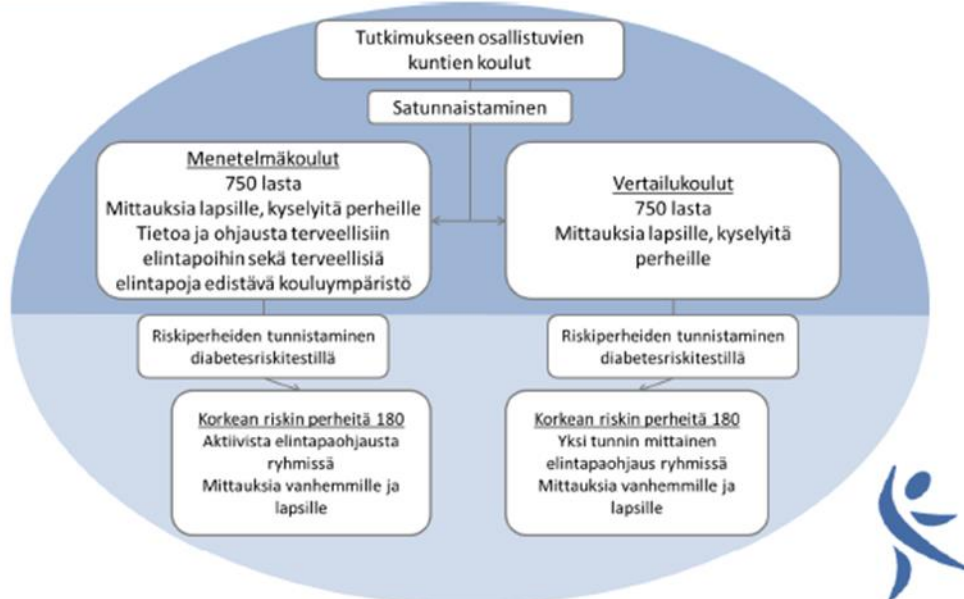 Tutkimukseen osallistuvien
kuntien koulut
Satunnaistaminen
Menetelmäkoulut
750 lasta
Mittauksia lapsille, kyselyitä perheille
Tietoa ja ohjausta terveellisiin
elintapoihin sekä terveellisiä
elintapoja edistävä kouluympäristö
Vertailukoulut
750 lasta
Mittauksia lapsille, kyselyitä
perheille
Riskiperheiden tunnistaminen
diabetesriskitestillä
Riskiperheiden tunnistaminen
diabetesriskitestillä
Korkean riskin perheitä 180
Aktiivista elintapaohjausta
ryhmissä
Mittauksia vanhemmille ja
lapsille
Korkean riskin perheitä 180
Yksi tunnin mittainen
elintapaohjaus ryhmissä
Mittauksia vanhemmille ja
lapsille